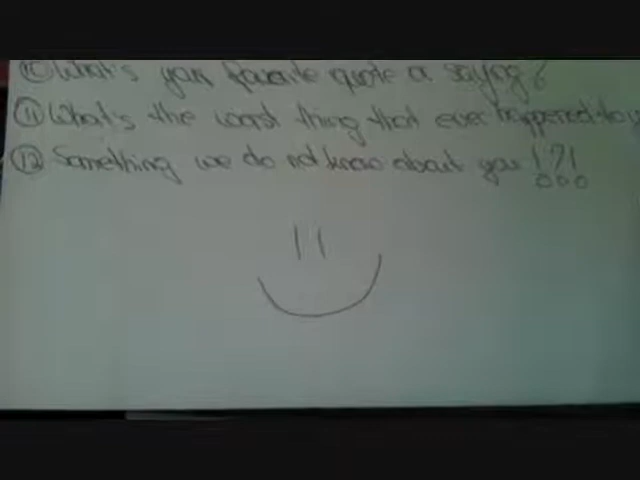 ⑩ What's your favorite quote or saying?
⑪ What's the worst thing that ever happened to y
⑫ Something we do not know about you!?!